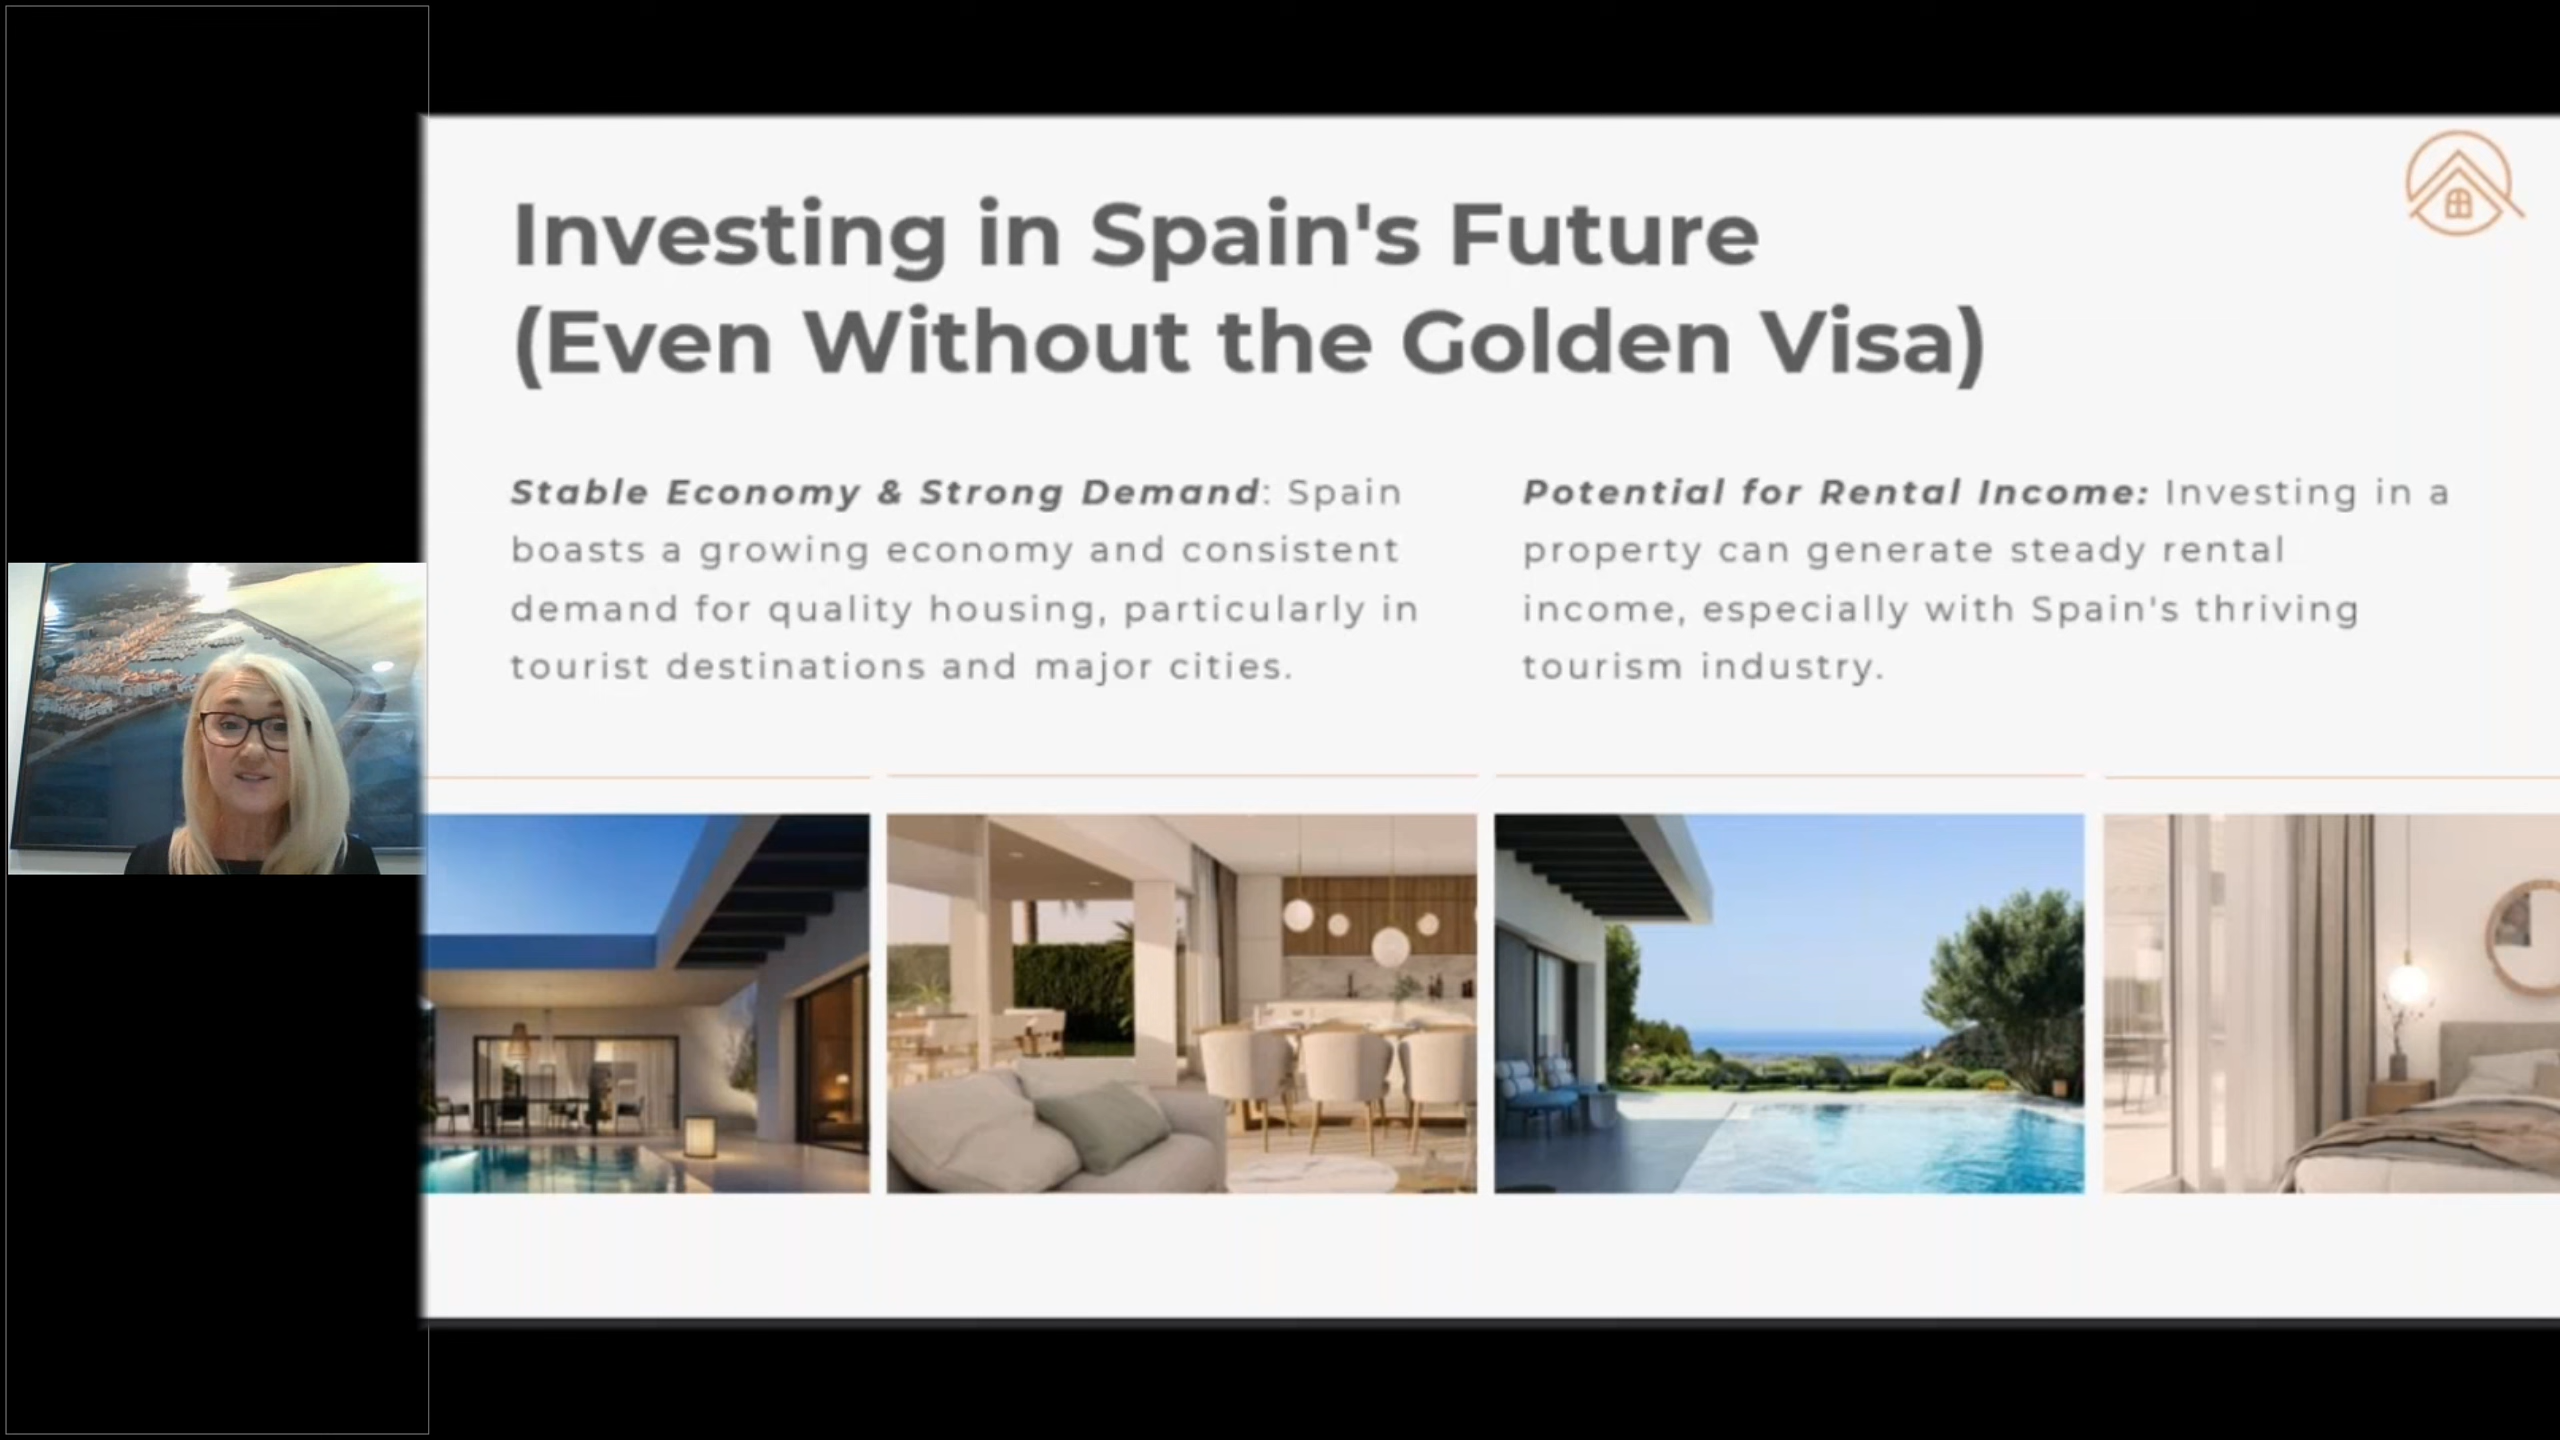 Investing in Spain's Future
(Even Without the Golden Visa)
Stable Economy & Strong Demand: Spain
boasts a growing economy and consistent
demand for quality housing, particularly in
tourist destinations and major cities.
Potential for Rental Income: Investing in a
property can generate steady rental
income, especially with Spain's thriving
tourism industry.